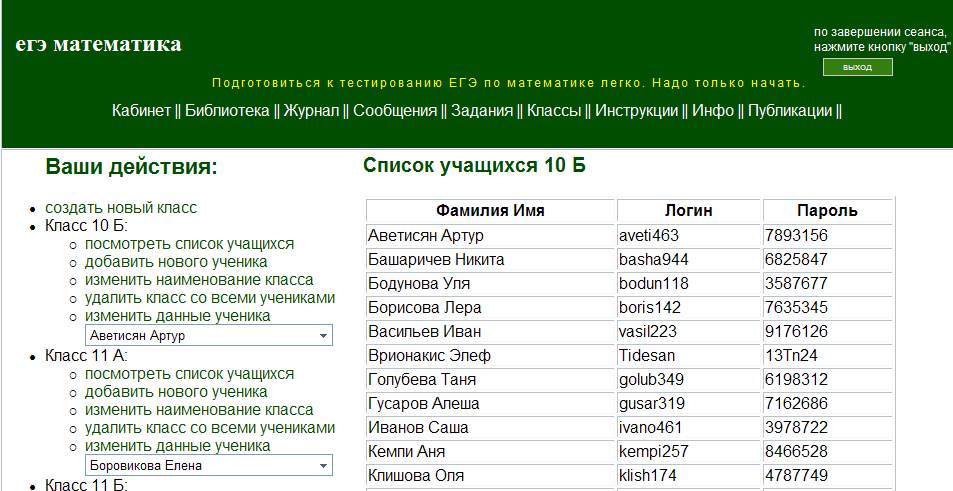 егэ математика
по завершении сеанса,
нажмите кнопку "выход"
выход
Подготовиться к тестированию ЕГЭ по математике легко. Надо только начать.
Кабинет || Библиотека || Журнал || Сообщения || Задания || Классы || Инструкции || Инфо || Публикации ||
Ваши действия:
создать новый класс
Класс 10 Б:
посмотреть список учащихся
добавить нового ученика
изменить наименование класса
удалить класс со всеми учениками
изменить данные ученика
Аветисян Артур
Класс 11 А:
посмотреть список учащихся
добавить нового ученика
изменить наименование класса
удалить класс со всеми учениками
изменить данные ученика
Боровикова Елена
Класс 11 Б:
Список учащихся 10 Б
Фамилия Имя Логин Пароль
Аветисян Артур aveti463 7893156
Башаричев Никита basha944 6825847
Бодунова Уля bodun118 3587677
Борисова Лера boris142 7635345
Васильев Иван vasil223 9176126
Врионакис Элеф Tidesan 13Tn24
Голубева Таня golub349 6198312
Гусаров Алеша gusar319 7162686
Иванов Саша ivano461 3978722
Кемпи Аня kempi257 8466528
Клишова Оля klish174 4787749